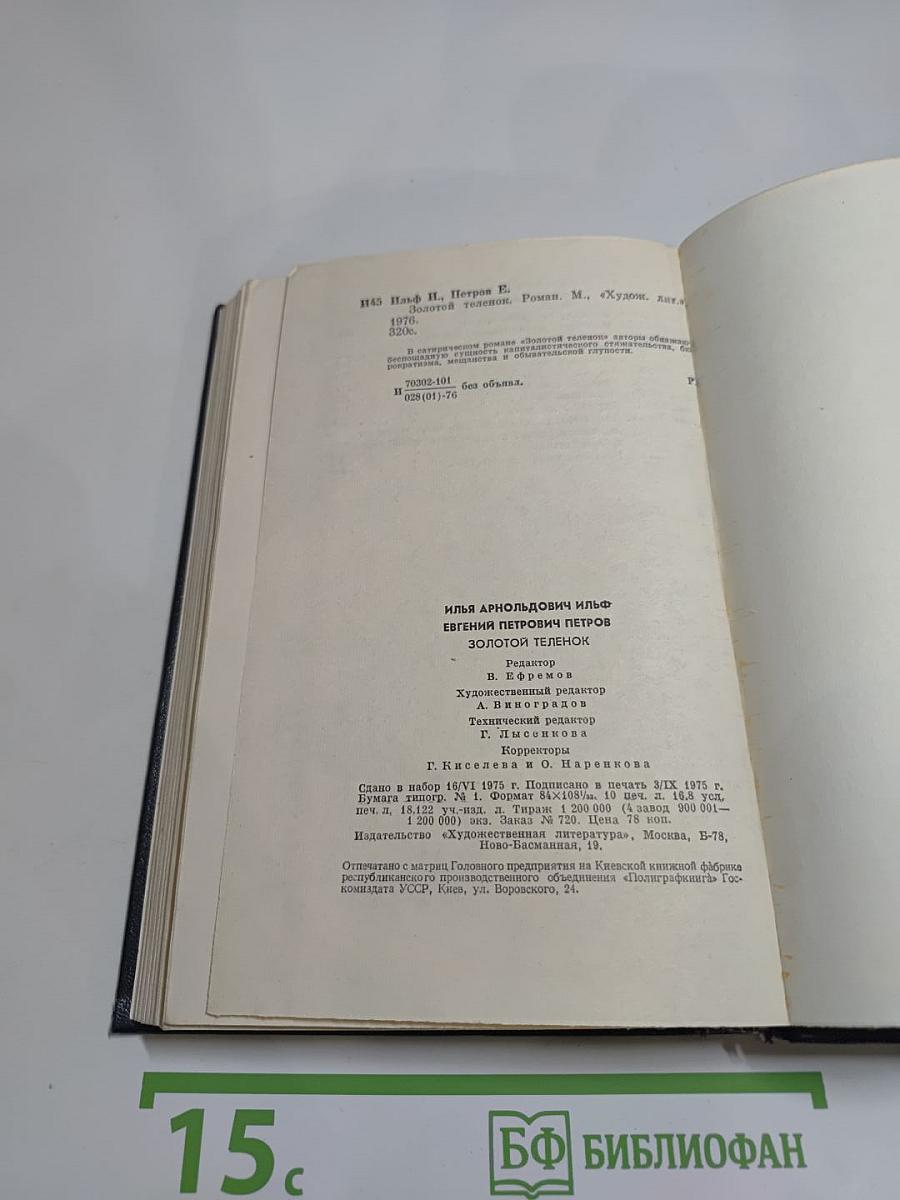 И45 Ильф И., Петров Е.
Золотой теленок. Роман. М., «Худож. лит.»,
1976.
320с.
В сатирическом романе «Золотой теленок» авторы обнажаю
беспощадную сущность капиталистического стяжательства, бю
рократизма, мещанства и обывательской глупости.
И 70302-101 без объявл.
028(01)-76
Р
ИЛЬЯ АРНОЛЬДОВИЧ ИЛЬФ
ЕВГЕНИЙ ПЕТРОВИЧ ПЕТРОВ
ЗОЛОТОЙ ТЕЛЕНОК
Редактор
В. Ефремов
Художественный редактор
А. Виноградов
Технический редактор
Г. Лысенкова
Корректоры
Г. Киселева и О. Наренкова
Сдано в набор 16/VI 1975 г. Подписано в печать 3/IX 1975 г.
Бумага типогр. № 1. Формат 84×108¹/₃₂. 10 печ. л. 16,8 усл.
печ. л. 18,122 уч.-изд. л. Тираж 1 200 000 (4 завод 900 001—
1 200 000) экз. Заказ № 720. Цена 78 коп.
Издательство «Художественная литература», Москва, Б-78,
Ново-Басманная, 19.
Отпечатано с матриц Головного предприятия на Киевской книжной фабрике
республиканского производственного объединения «Полиграфкнига» Гос-
комиздата УССР, Киев, ул. Воровского, 24.
15 с
БФ БИБЛИОФАН